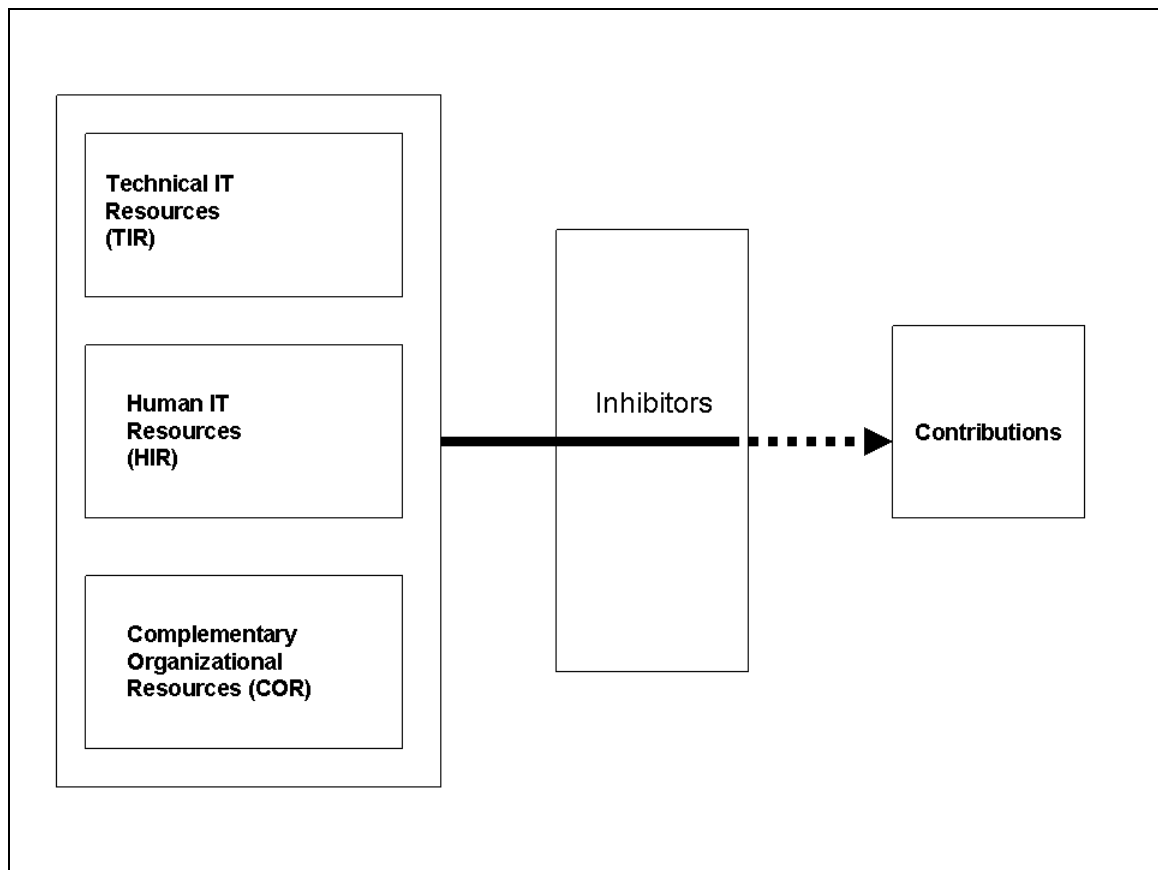 Technical IT
Resources
(TIR)
Human IT
Resources
(HIR)
Complementary
Organizational
Resources (COR)
Inhibitors
Contributions